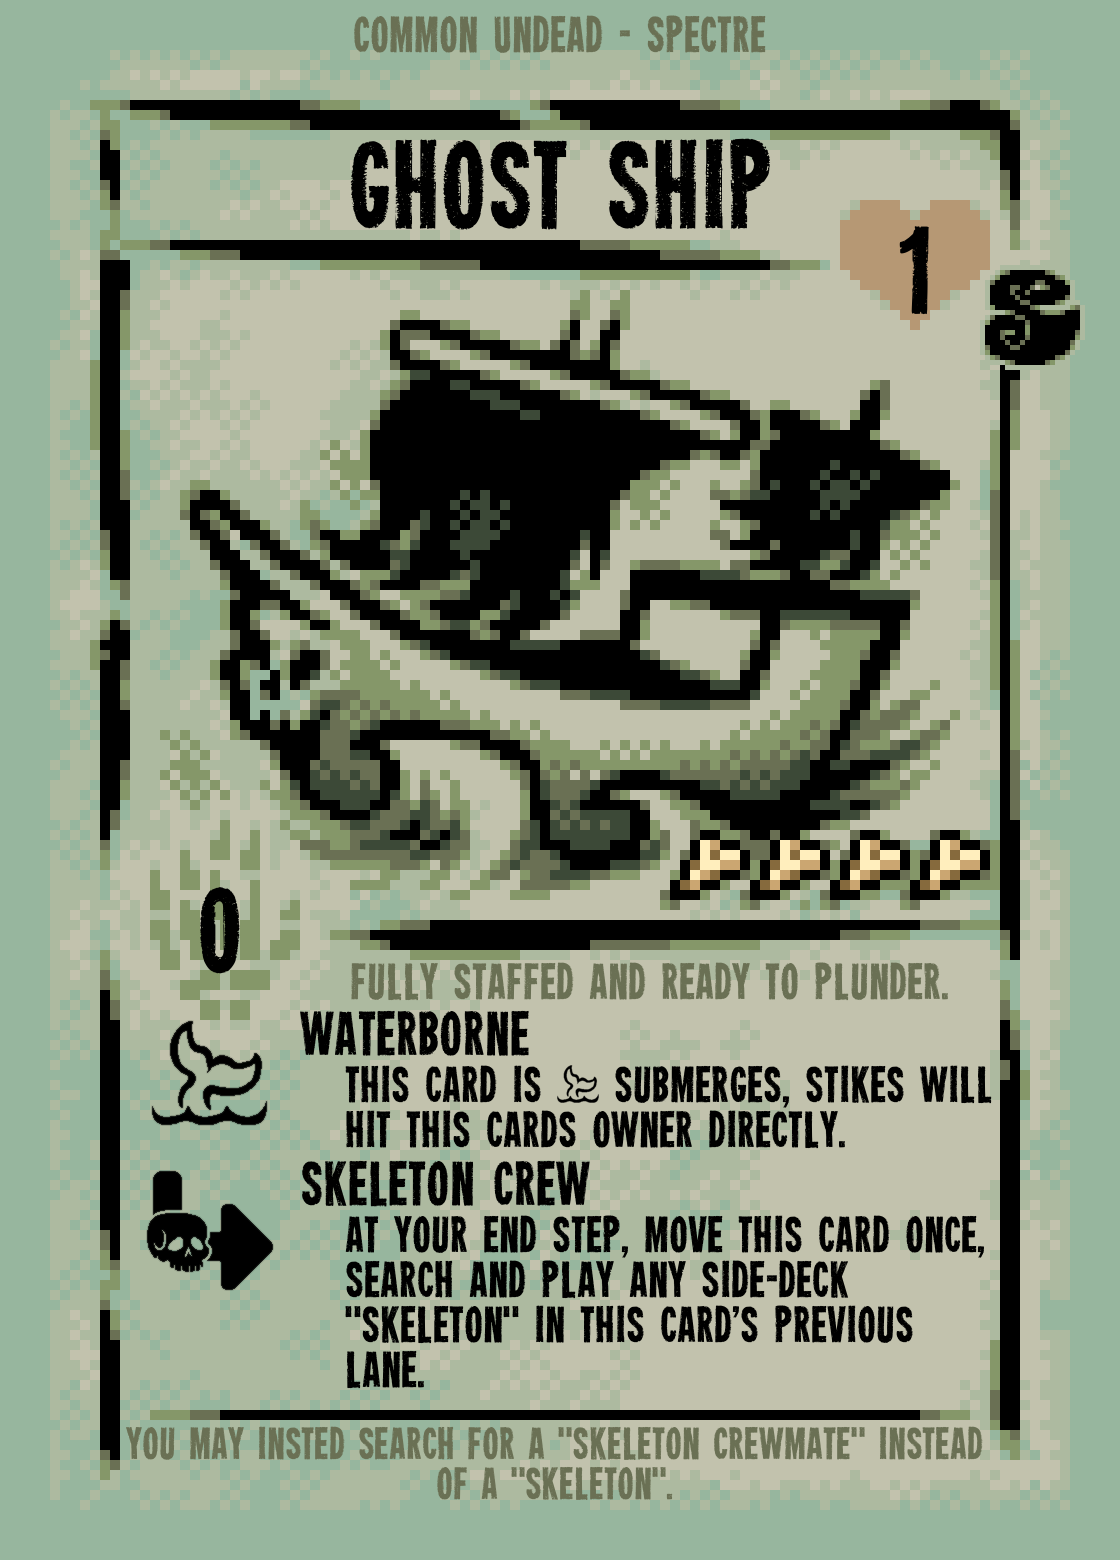 COMMON UNDEAD - SPECTRE
GHOST SHIP
1
0
FULLY STAFFED AND READY TO PLUNDER.
WATERBORNE
THIS CARD IS SUBMERGES, STIKES WILL
HIT THIS CARDS OWNER DIRECTLY.
SKELETON CREW
AT YOUR END STEP, MOVE THIS CARD ONCE,
SEARCH AND PLAY ANY SIDE-DECK
"SKELETON" IN THIS CARD'S PREVIOUS
LANE.
YOU MAY INSTED SEARCH FOR A "SKELETON CREWMATE" INSTEAD
OF A "SKELETON".